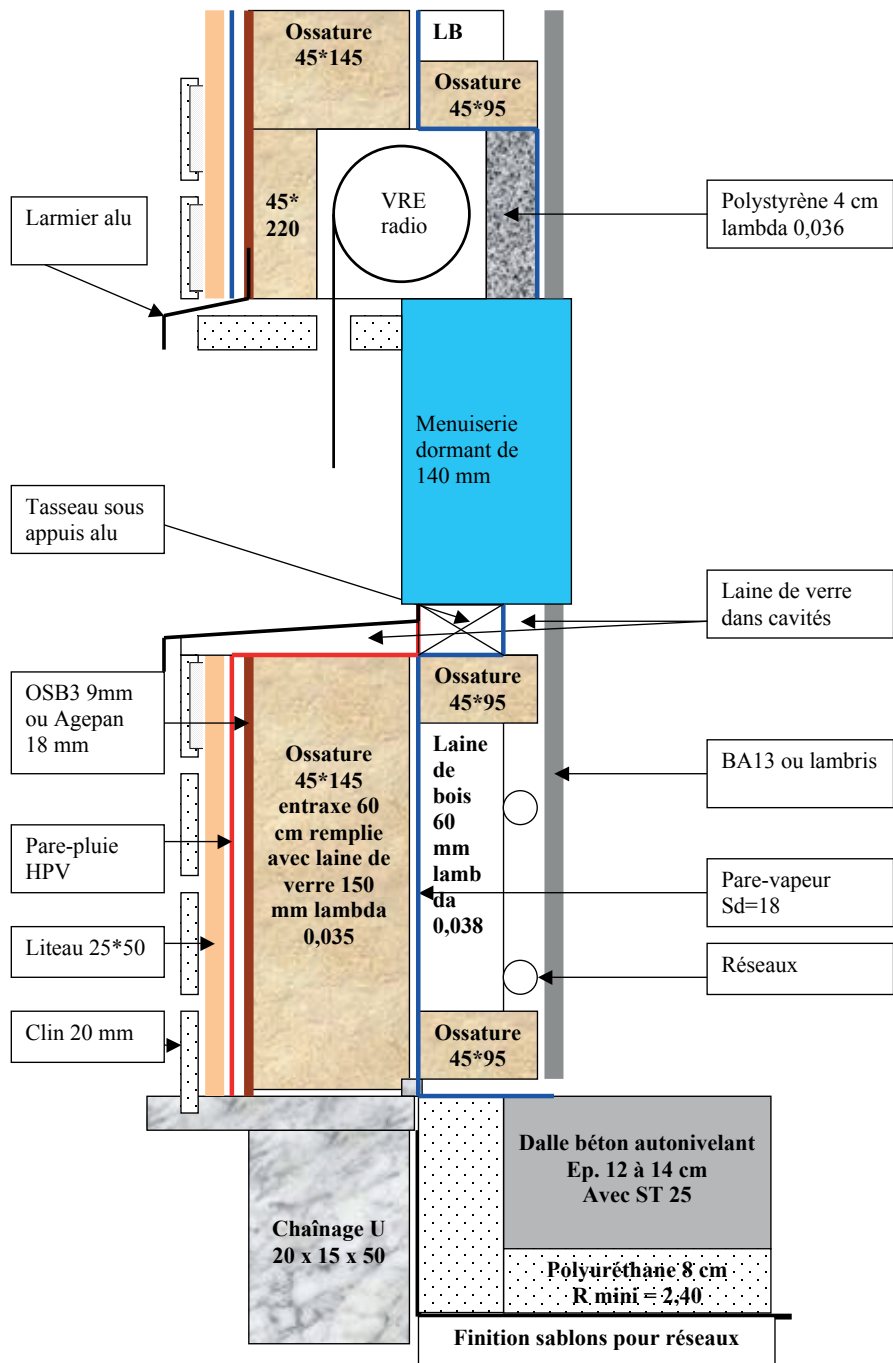 Ossature
45*145
LB
Ossature
45*95
45*
220
VRE
radio
Larmier alu
Polystyrène 4 cm
lambda 0,036
Menuiserie
dormant de
140 mm
Tasseau sous
appuis alu
Laine de verre
dans cavités
OSB3 9mm
ou Agepan
18 mm
Ossature
45*95
Ossature
45*145
entraxe 60
cm remplie
avec laine de
verre 150
mm lambda
0,035
Laine
de
bois
60
mm
lamb
da
0,038
BA13 ou lambris
Pare-pluie
HPV
Pare-vapeur
Sd=18
Liteau 25*50
Réseaux
Clin 20 mm
Ossature
45*95
Dalle béton autonivelant
Ep. 12 à 14 cm
Avec ST 25
Chaînage U
20 x 15 x 50
Polyuréthane 8 cm
R mini = 2,40
Finition sablons pour réseaux